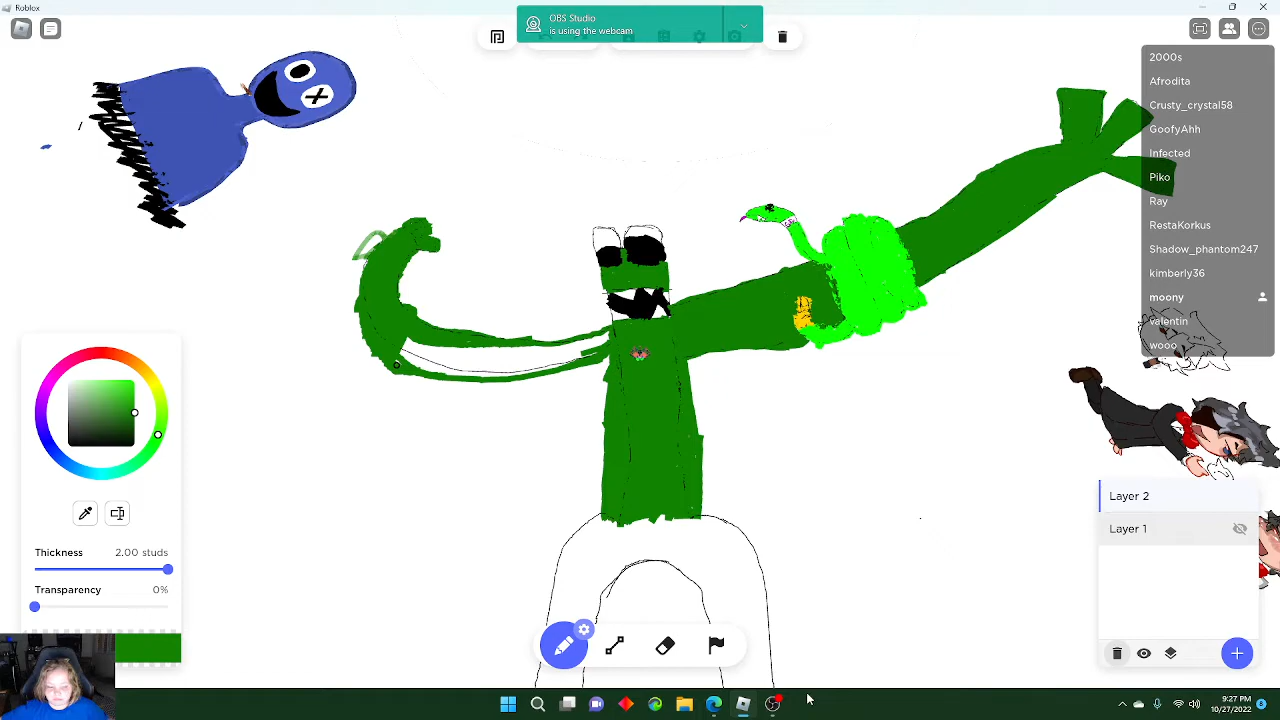 Roblox
OBS Studio
is using the webcam
2000s
Afrodita
Crusty_crystal58
GoofyAhh
Infected
Piko
Ray
RestaKorkus
Shadow_phantom247
kimberly36
moony
valentin
wooo
Thickness 2.00 studs
Transparency 0%
Layer 2
Layer 1
9:27 PM
10/27/2022